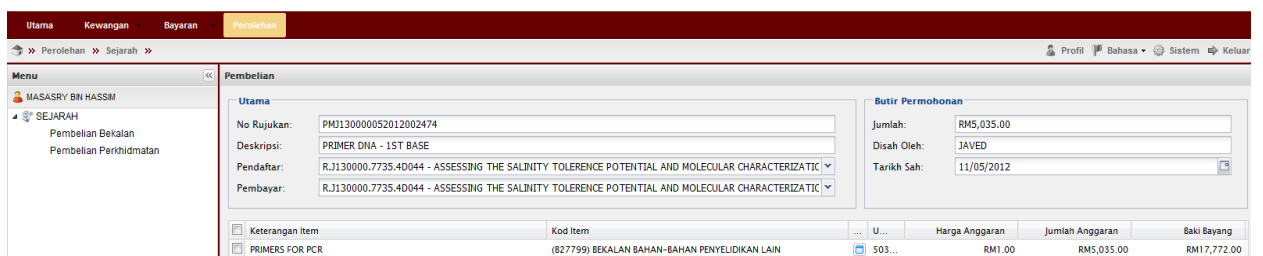 Utama Kewangan Bayaran Perolehan
» Perolehan » Sejarah » Profil Bahasa Sistem Keluar
Menu Pembelian
MASASRY BIN HASSIM
SEJARAH
Pembelian Bekalan
Pembelian Perkhidmatan
Utama
No Rujukan: PMJ130000052012002474
Deskripsi: PRIMER DNA - 1ST BASE
Pendaftar: R.J130000.7735.4D044 - ASSESSING THE SALINITY TOLERENCE POTENTIAL AND MOLECULAR CHARACTERIZATIC
Pembayar: R.J130000.7735.4D044 - ASSESSING THE SALINITY TOLERENCE POTENTIAL AND MOLECULAR CHARACTERIZATIC
Butir Permohonan
Jumlah: RM5,035.00
Disah Oleh: JAVED
Tarikh Sah: 11/05/2012
Keterangan Item Kod Item ... U... Harga Anggaran Jumlah Anggaran Baki Bayang
PRIMERS FOR PCR (B27799) BEKALAN BAHAN-BAHAN PENYELIDIKAN LAIN 503... RM1.00 RM5,035.00 RM17,772.00